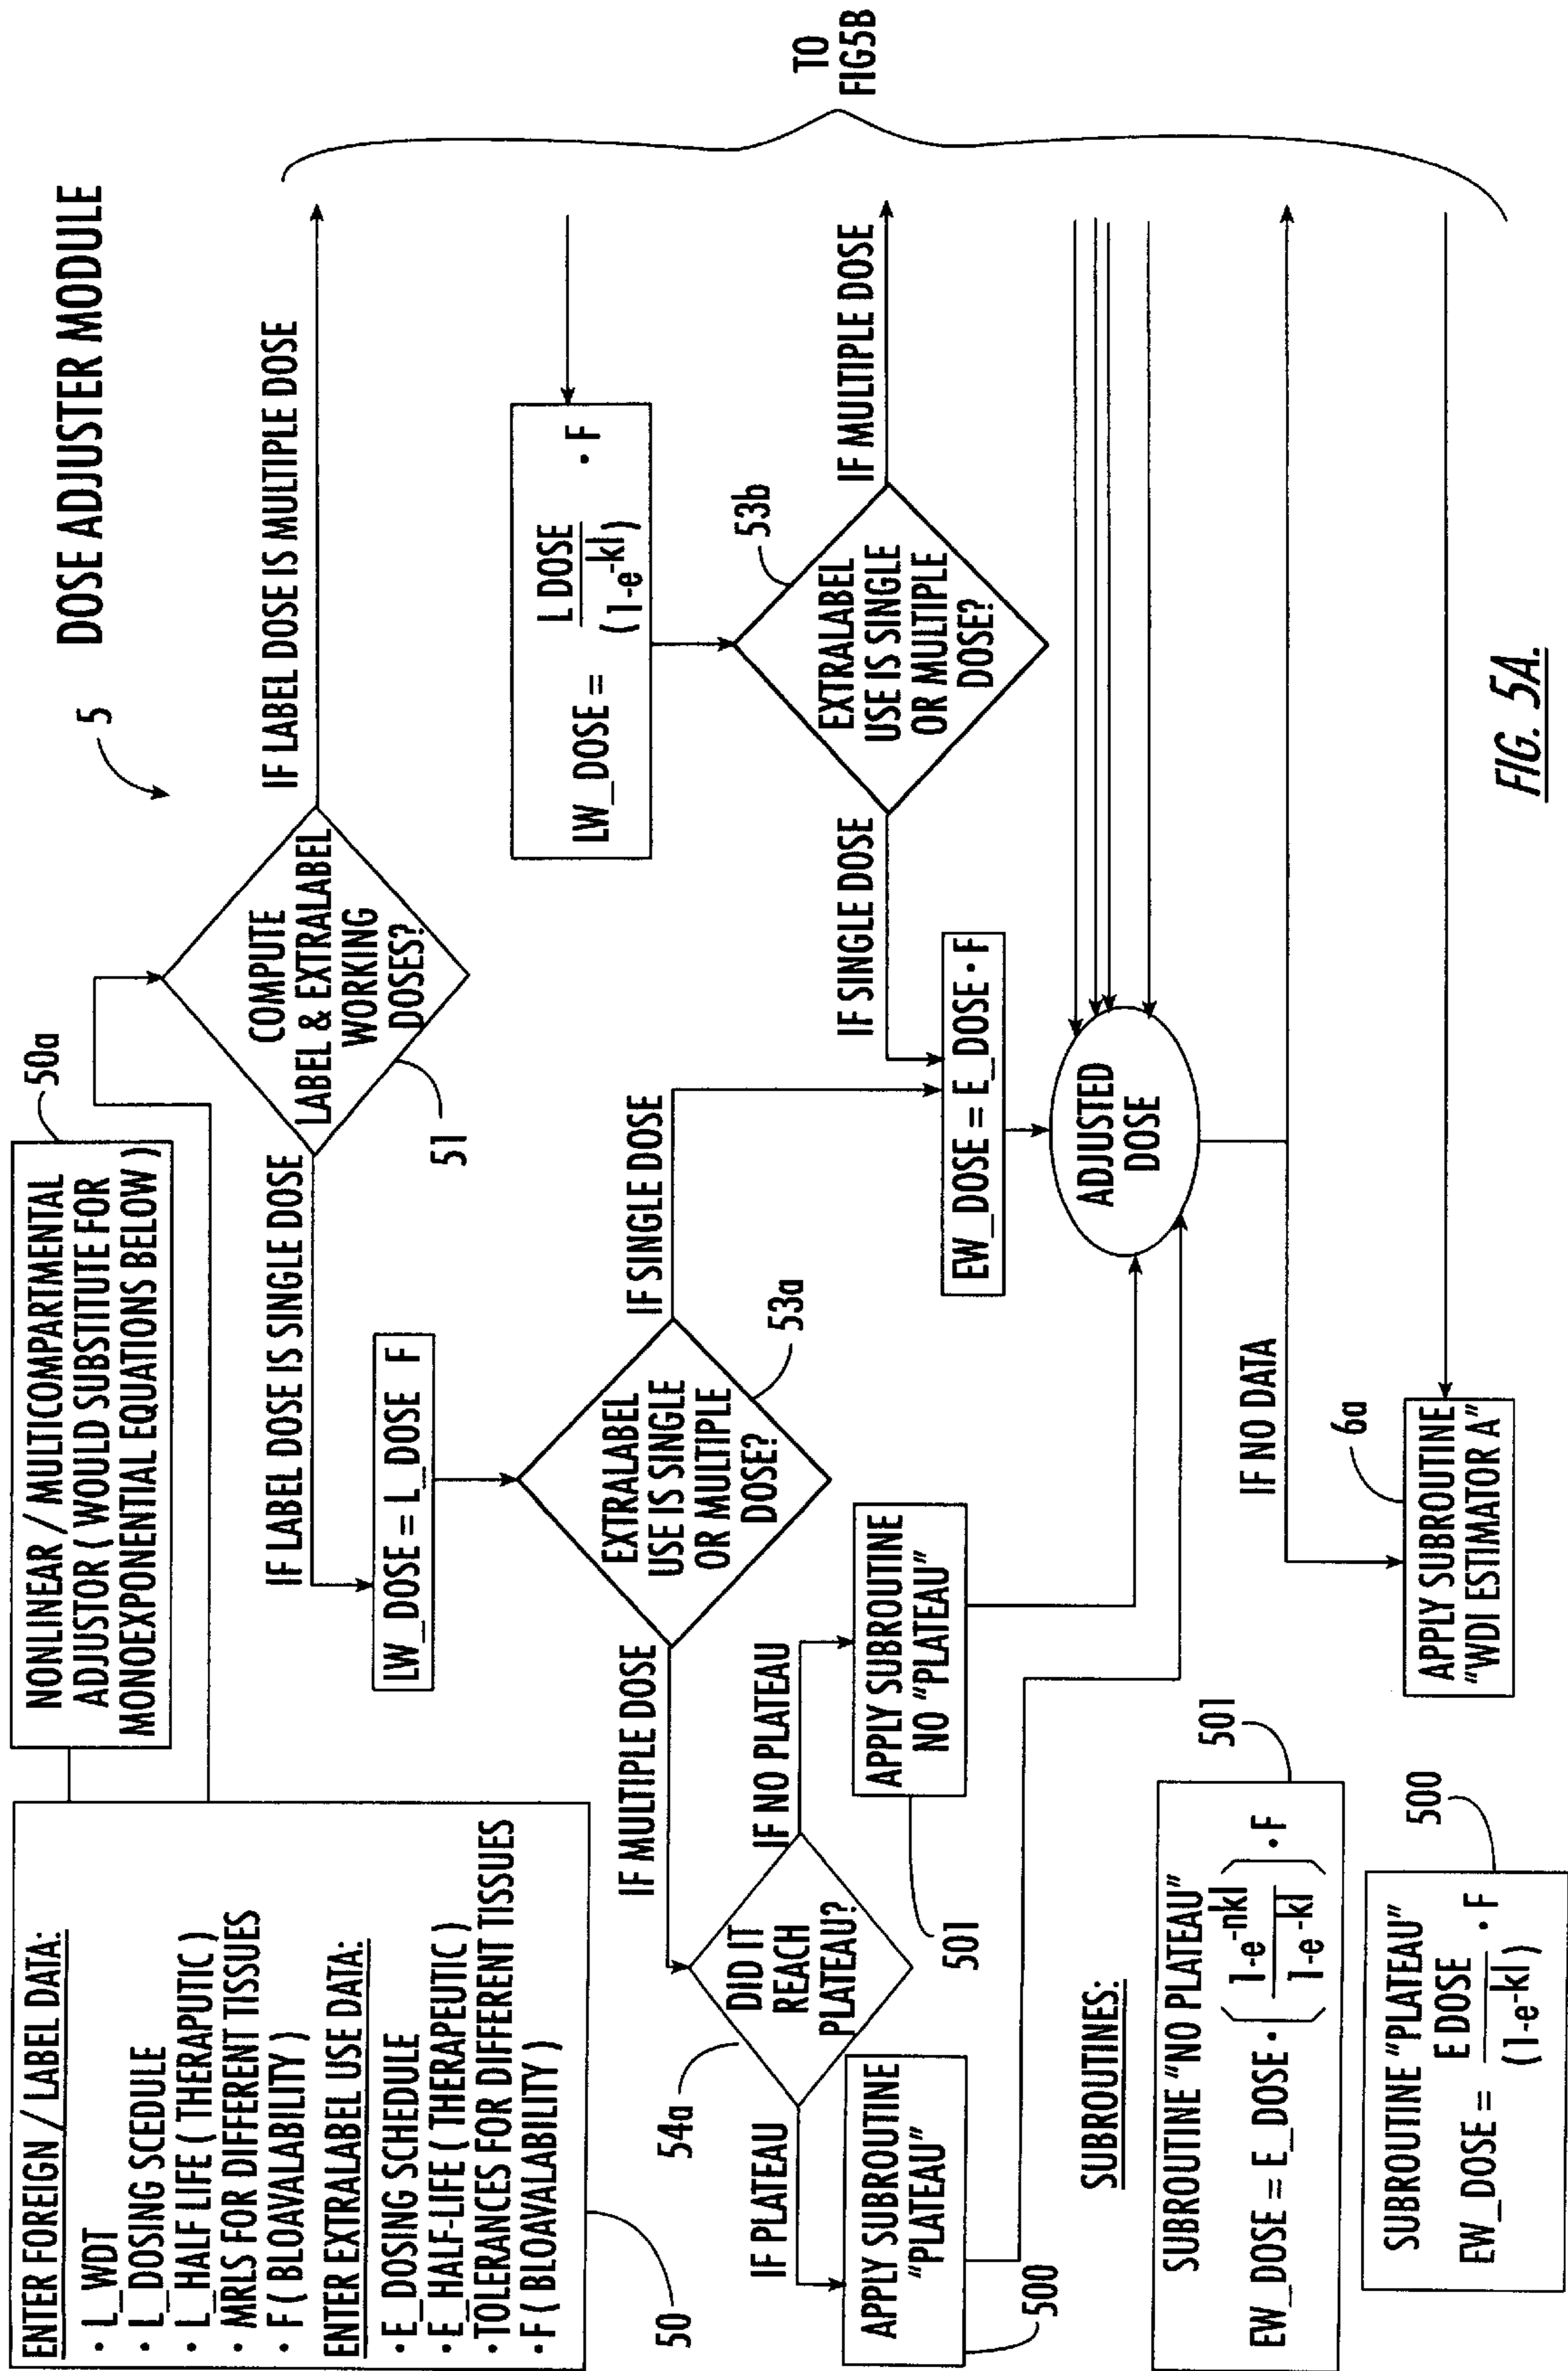 DOSE ADJUSTER MODULE
5
ENTER FOREIGN / LABEL DATA:
• L_WDT
• L_DOSING SCEDULE
• L_HALF LIFE ( THERAPUTIC )
• MRLS FOR DIFFERENT TISSUES
• F ( BLOAVALABILITY )
ENTER EXTRALABEL USE DATA:
• E_DOSING SCHEDULE
• E_HALF-LIFE ( THERAPEUTIC )
• TOLERANCES FOR DIFFERENT TISSUES
• F ( BLOAVALABILITY )
50
NONLINEAR / MULTICOMPARTMENTAL
ADJUSTOR ( WOULD SUBSTITUTE FOR
MONOEXPONENTIAL EQUATIONS BELOW )
50a
COMPUTE
LABEL & EXTRALABEL
WORKING
DOSES?
51
IF LABEL DOSE IS SINGLE DOSE
IF LABEL DOSE IS MULTIPLE DOSE
LW_DOSE = L_DOSE F
LW_DOSE = L DOSE / (1-e^-kl) • F
EXTRALABEL
USE IS SINGLE
OR MULTIPLE
DOSE?
53a
IF MULTIPLE DOSE
IF SINGLE DOSE
EXTRALABEL
USE IS SINGLE
OR MULTIPLE
DOSE?
53b
IF SINGLE DOSE
IF MULTIPLE DOSE
DID IT
REACH
PLATEAU?
54a
IF PLATEAU
IF NO PLATEAU
APPLY SUBROUTINE
"PLATEAU"
500
APPLY SUBROUTINE
NO "PLATEAU"
501
EW_DOSE = E_DOSE • F
ADJUSTED
DOSE
IF NO DATA
APPLY SUBROUTINE
"WDI ESTIMATOR A"
6a
SUBROUTINES:
SUBROUTINE "NO PLATEAU"
EW_DOSE = E_DOSE • ( 1-e^-nkl / 1-e^-kl ) • F
501
SUBROUTINE "PLATEAU"
EW_DOSE = E DOSE / (1-e^-kl) • F
500
TO
FIG5B
FIG. 5A.